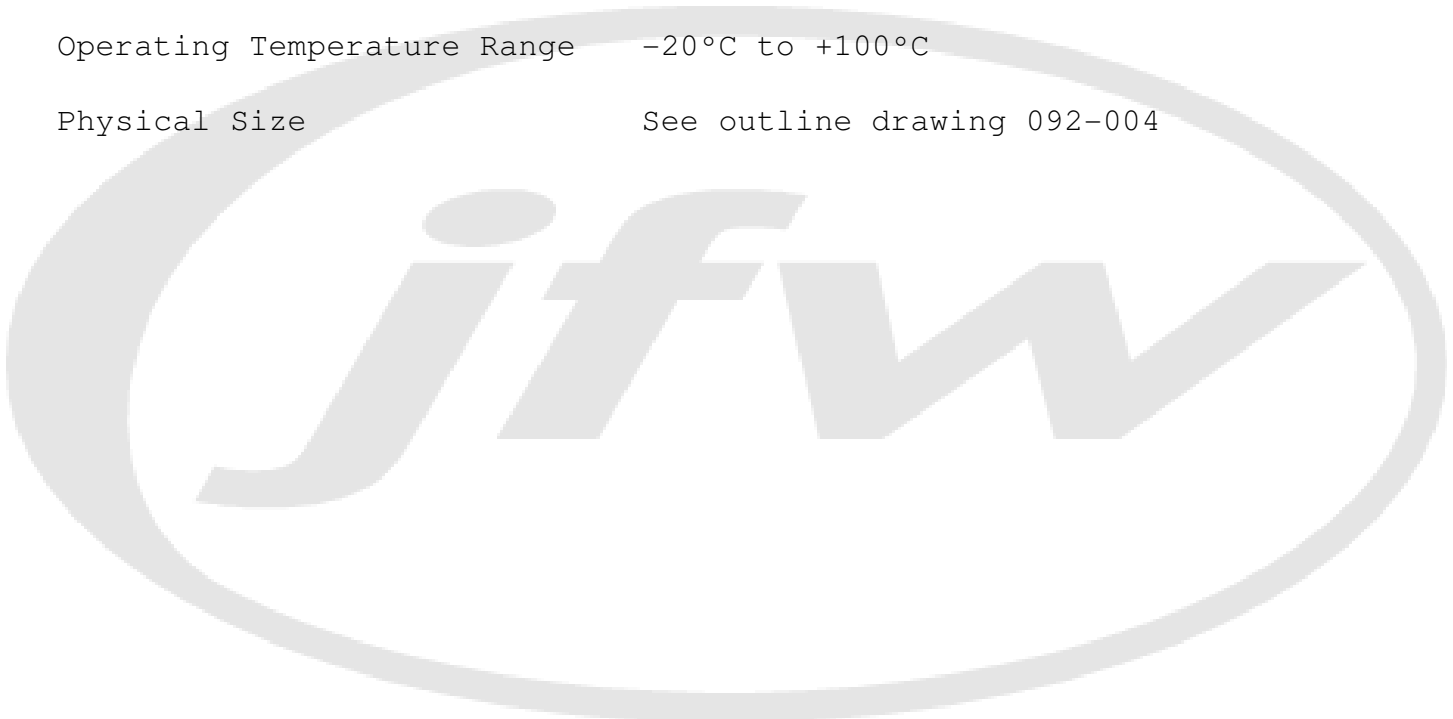 Operating Temperature Range -20°C to +100°C
Physical Size See outline drawing 092-004
jfw